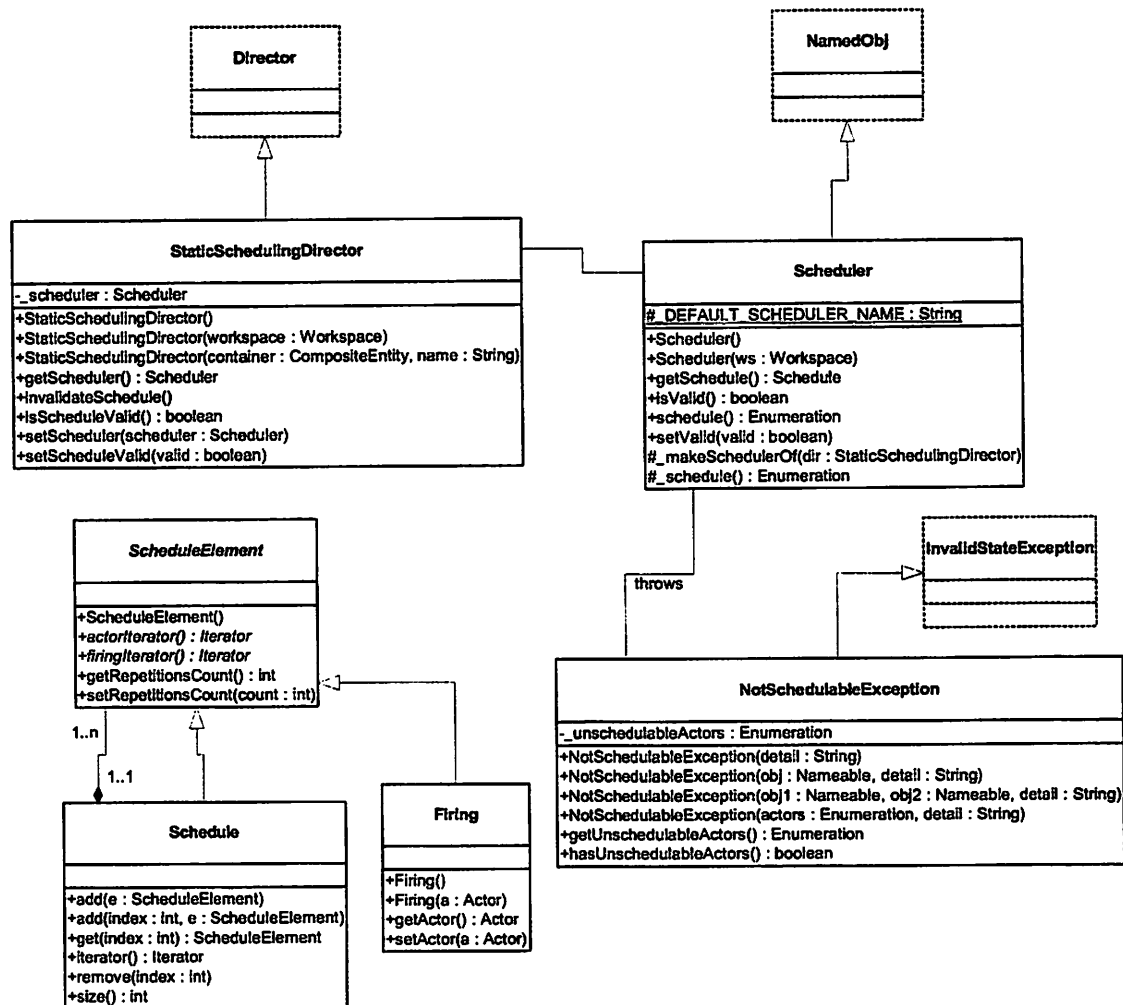 Director
NamedObj
StaticSchedulingDirector
-_scheduler : Scheduler
+StaticSchedulingDirector()
+StaticSchedulingDirector(workspace : Workspace)
+StaticSchedulingDirector(container : CompositeEntity, name : String)
+getScheduler() : Scheduler
+invalidateSchedule()
+isScheduleValid() : boolean
+setScheduler(scheduler : Scheduler)
+setScheduleValid(valid : boolean)
Scheduler
#_DEFAULT_SCHEDULER_NAME : String
+Scheduler()
+Scheduler(ws : Workspace)
+getSchedule() : Schedule
+isValid() : boolean
+schedule() : Enumeration
+setValid(valid : boolean)
#_makeSchedulerOf(dir : StaticSchedulingDirector)
#_schedule() : Enumeration
ScheduleElement
+ScheduleElement()
+actorIterator() : Iterator
+firingIterator() : Iterator
+getRepetitionsCount() : int
+setRepetitionsCount(count : int)
InvalidStateException
throws
NotSchedulableException
-_unschedulableActors : Enumeration
+NotSchedulableException(detail : String)
+NotSchedulableException(obj : Nameable, detail : String)
+NotSchedulableException(obj1 : Nameable, obj2 : Nameable, detail : String)
+NotSchedulableException(actors : Enumeration, detail : String)
+getUnschedulableActors() : Enumeration
+hasUnschedulableActors() : boolean
1..n
1..1
Schedule
+add(e : ScheduleElement)
+add(index : int, e : ScheduleElement)
+get(index : int) : ScheduleElement
+iterator() : Iterator
+remove(index : int)
+size() : int
Firing
+Firing()
+Firing(a : Actor)
+getActor() : Actor
+setActor(a : Actor)